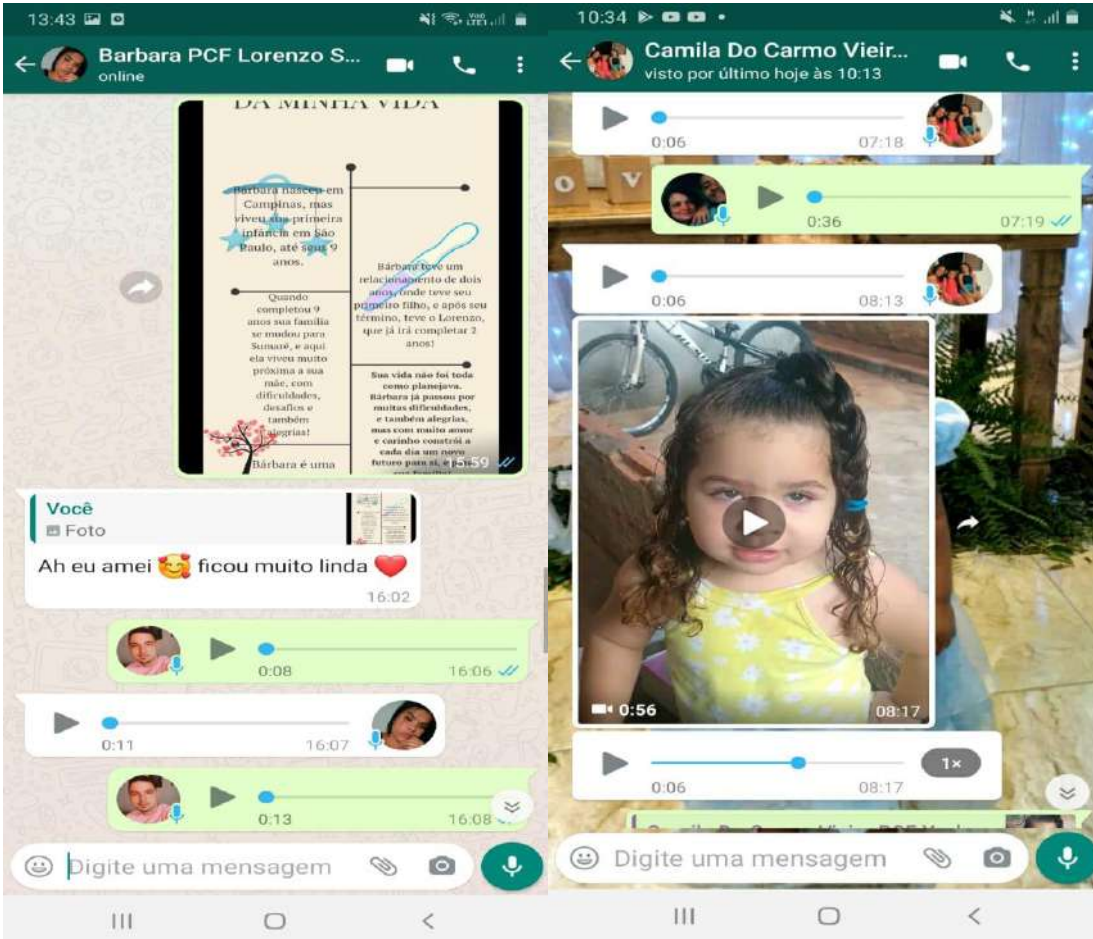 13:43
Barbara PCF Lorenzo S...
online
DA MINHA VIDA
Bárbara nasceu em
Campinas, mas
viveu sua primeira
infância em São
Paulo, até seus 9
anos.
Bárbara teve um
relacionamento de dois
anos, onde teve seu
primeiro filho, e após seu
término, teve o Lorenzo,
que já irá completar 2
anos!
Quando
completou 9
anos sua família
se mudou para
Sumaré, e aqui
ela viveu muito
próxima a sua
mãe, com
dificuldades,
desafios e
também
alegrias!
Sua vida não foi toda
como planejava.
Bárbara já passou por
muitas dificuldades,
e também alegrias,
mas com muito amor
e carinho constrói a
cada dia um novo
futuro para si, e
Bárbara é uma
15:59
Você
Foto
Ah eu amei 🥰 ficou muito linda ❤️
16:02
0:08 16:06
0:11 16:07
0:13 16:08
Digite uma mensagem
10:34
Camila Do Carmo Vieir...
visto por último hoje às 10:13
0:06 07:18
O V
0:36 07:19
0:06 08:13
0:56 08:17
1×
0:06 08:17
Digite uma mensagem